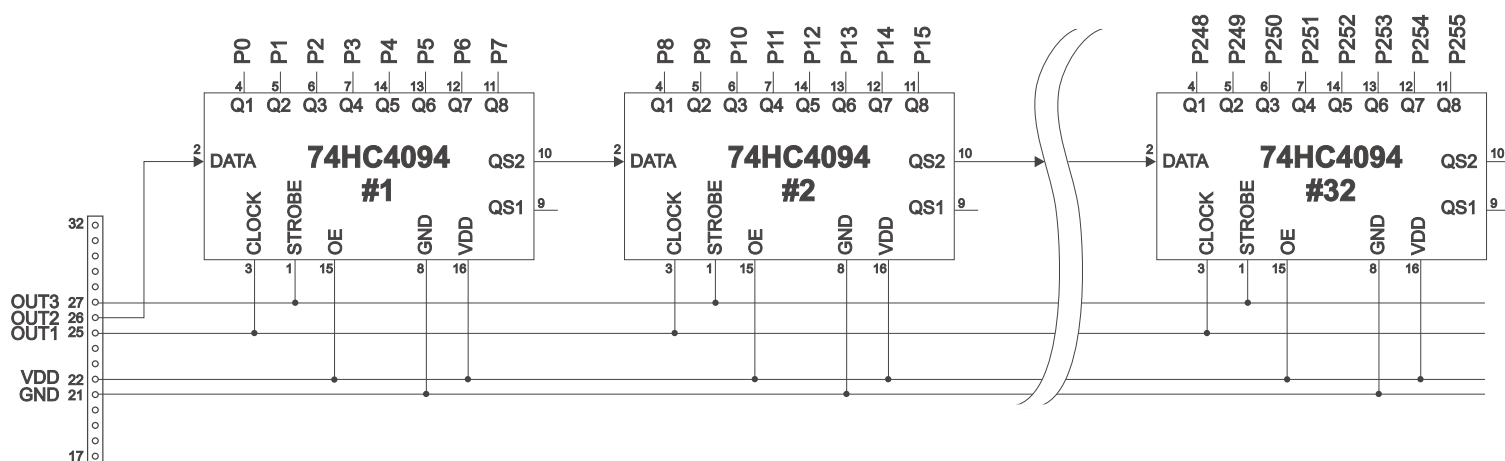 P0 P1 P2 P3 P4 P5 P6 P7
4 5 6 7 14 13 12 11
Q1 Q2 Q3 Q4 Q5 Q6 Q7 Q8
2 DATA 74HC4094 QS2 10
#1
QS1 9
CLOCK STROBE OE GND VDD
3 1 15 8 16
P8 P9 P10 P11 P12 P13 P14 P15
4 5 6 7 14 13 12 11
Q1 Q2 Q3 Q4 Q5 Q6 Q7 Q8
2 DATA 74HC4094 QS2 10
#2
QS1 9
CLOCK STROBE OE GND VDD
3 1 15 8 16
P248 P249 P250 P251 P252 P253 P254 P255
4 5 6 7 14 13 12 11
Q1 Q2 Q3 Q4 Q5 Q6 Q7 Q8
2 DATA 74HC4094 QS2 10
#32
QS1 9
CLOCK STROBE OE GND VDD
3 1 15 8 16
32
OUT3 27
OUT2 26
OUT1 25
VDD 22
GND 21
17